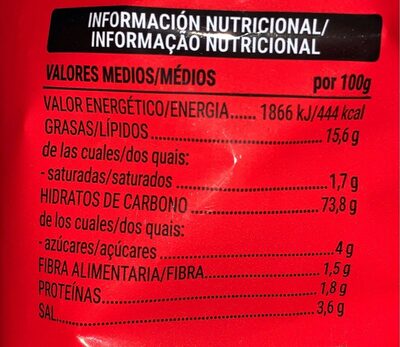 INFORMACIÓN NUTRICIONAL/
INFORMAÇÃO NUTRICIONAL
VALORES MEDIOS/MÉDIOS por 100g
VALOR ENERGÉTICO/ENERGIA...... 1866 kJ/444 kcal
GRASAS/LÍPIDOS............................15,6 g
de las cuales/dos quais:
- saturadas/saturados......................1,7 g
HIDRATOS DE CARBONO....................73,8 g
de los cuales/dos quais:
- azúcares/açúcares............................4 g
FIBRA ALIMENTARIA/FIBRA...................1,5 g
PROTEÍNAS....................................1,8 g
SAL...........................................3,6 g